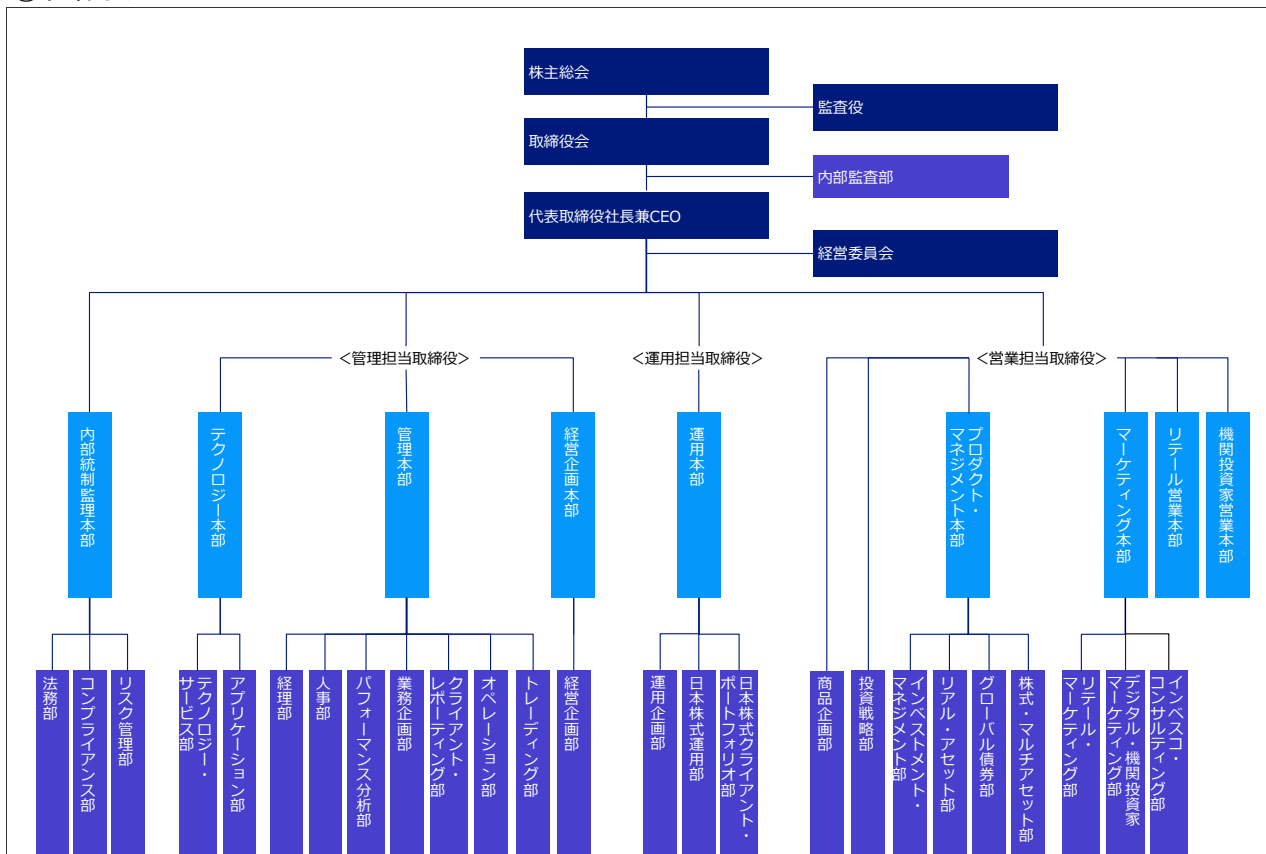 株主総会
監査役
取締役会
内部監査部
代表取締役社長兼CEO
経営委員会
＜管理担当取締役＞
＜運用担当取締役＞
＜営業担当取締役＞
内部統制監理本部
テクノロジー本部
管理本部
経営企画本部
運用本部
プロダクト・
マネジメント本部
マーケティング本部
リテール営業本部
機関投資家営業本部
法務部
コンプライアンス部
リスク管理部
テクノロジー・
サービス部
アプリケーション部
経理部
人事部
パフォーマンス分析部
業務企画部
クライアント・
レポーティング部
オペレーション部
トレーディング部
経営企画部
運用企画部
日本株式運用部
日本株式クライアント・
ポートフォリオ部
商品企画部
投資戦略部
インベストメント・
マネジメント部
リアル・アセット部
グローバル債券部
株式・マルチアセット部
リテール・
マーケティング部
デジタル・機関投資家
マーケティング部
インベスコ・
コンサルティング部